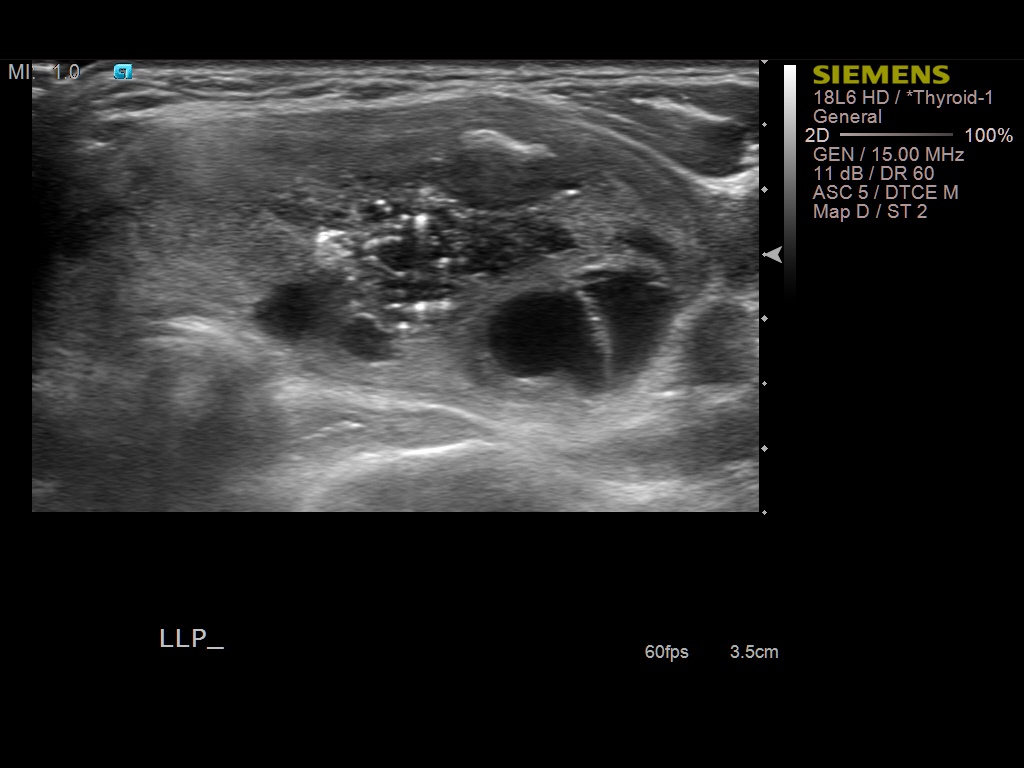 MI: 1.0
SIEMENS
18L6 HD / *Thyroid-1
General
2D 100%
GEN / 15.00 MHz
11 dB / DR 60
ASC 5 / DTCE M
Map D / ST 2
LLP_
60fps 3.5cm